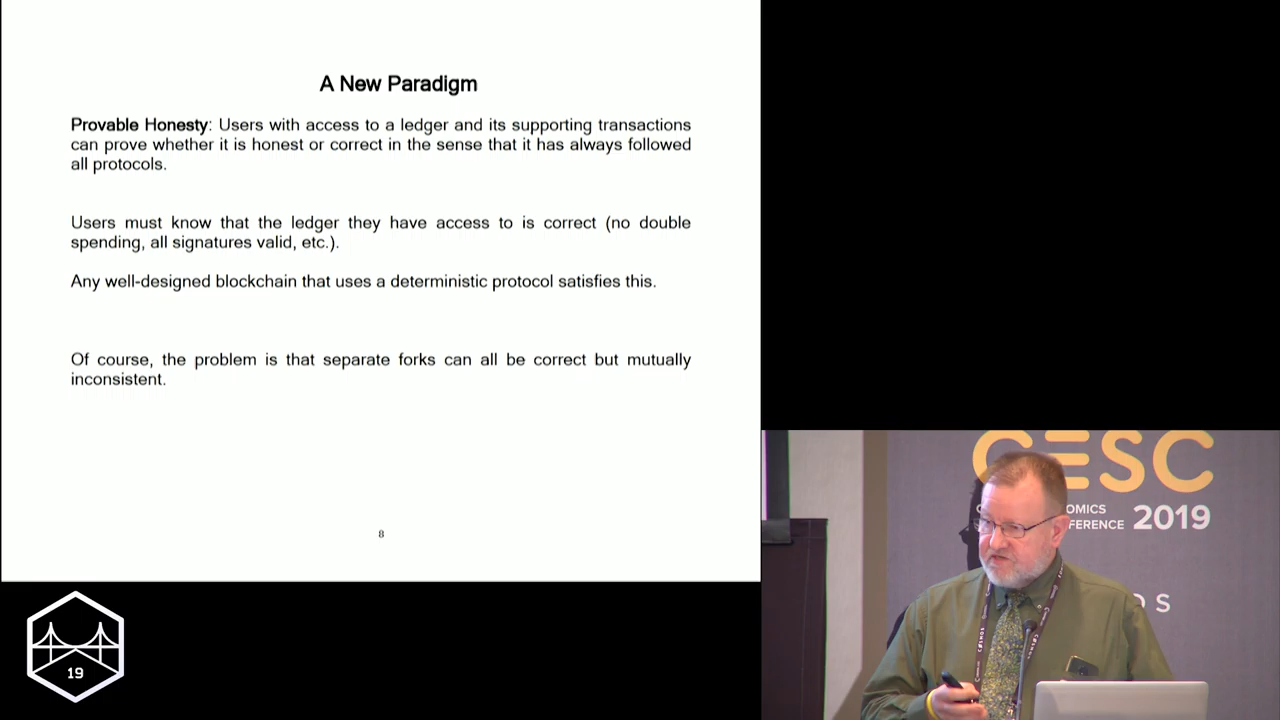 A New Paradigm
Provable Honesty: Users with access to a ledger and its supporting transactions
can prove whether it is honest or correct in the sense that it has always followed
all protocols.
Users must know that the ledger they have access to is correct (no double
spending, all signatures valid, etc.).
Any well-designed blockchain that uses a deterministic protocol satisfies this.
Of course, the problem is that separate forks can all be correct but mutually
inconsistent.
8
CESC
OMICS
FERENCE 2019
O S
19